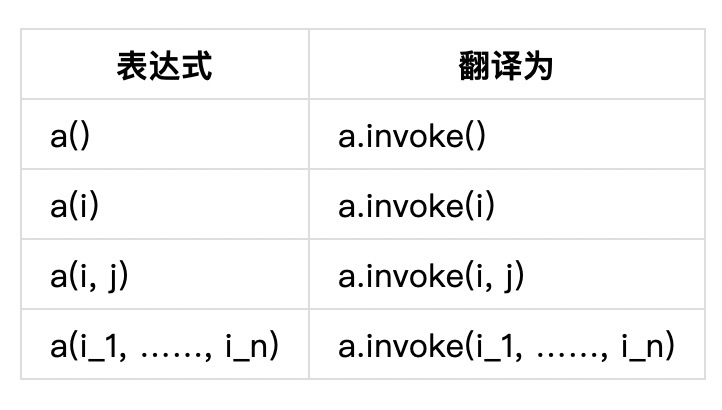 表达式 翻译为
a() a.invoke()
a(i) a.invoke(i)
a(i, j) a.invoke(i, j)
a(i_1, ……, i_n) a.invoke(i_1, ……, i_n)